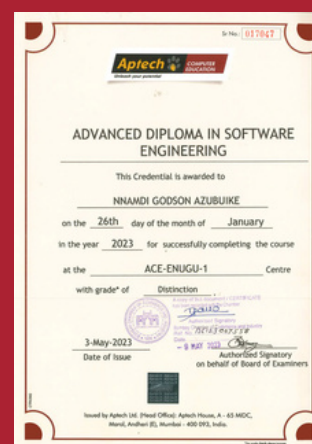 Sr No.: 017047
Aptech COMPUTER EDUCATION
Unleash your potential
ADVANCED DIPLOMA IN SOFTWARE
ENGINEERING
This Credential is awarded to
NNAMDI GODSON AZUBUIKE
on the 26th day of the month of January
in the year 2023 for successfully completing the course
at the ACE-ENUGU-1 Centre
with grade* of Distinction
Authorized Signatory
3-May-2023
Date of Issue
Authorized Signatory
on behalf of Board of Examiners
Issued by Aptech Ltd. (Head Office): Aptech House, A - 65 MIDC,
Marol, Andheri (E), Mumbai - 400 093, India.